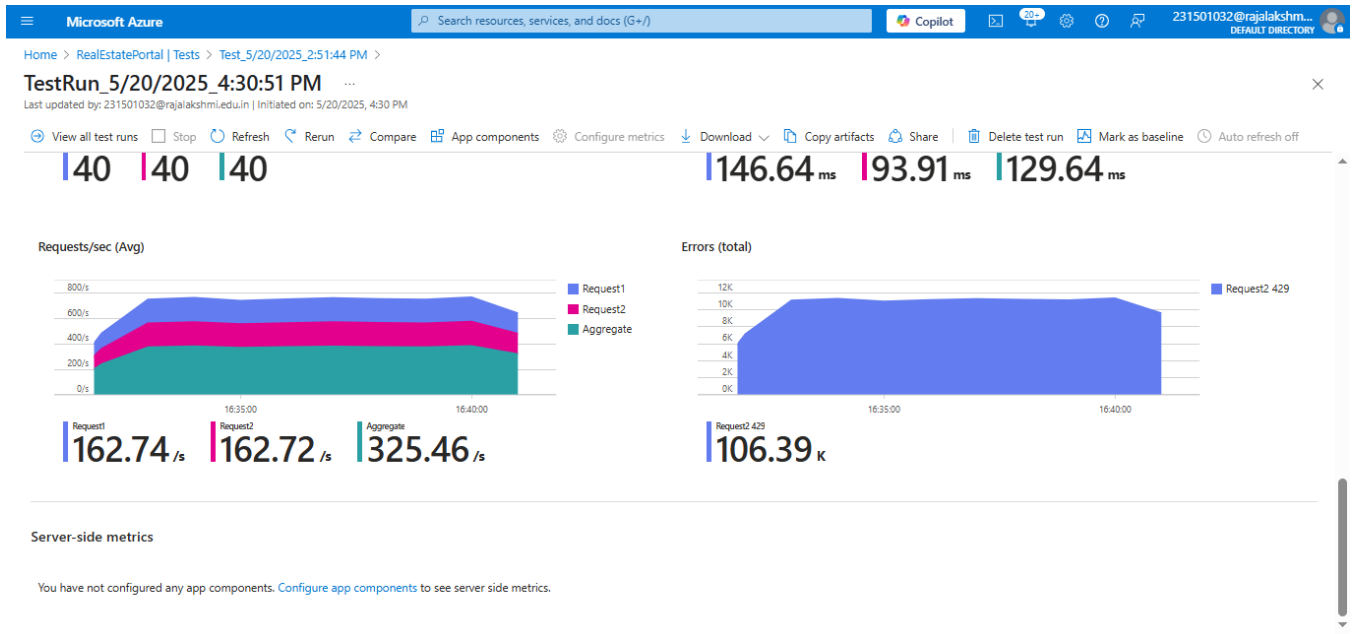 Microsoft Azure
Search resources, services, and docs (G+/)
Copilot
20+
231501032@rajalakshm...
DEFAULT DIRECTORY
Home > RealEstatePortal | Tests > Test_5/20/2025_2:51:44 PM >
TestRun_5/20/2025_4:30:51 PM ...
Last updated by: 231501032@rajalakshmi.edu.in | Initiated on: 5/20/2025, 4:30 PM
View all test runs Stop Refresh Rerun Compare App components Configure metrics Download Copy artifacts Share Delete test run Mark as baseline Auto refresh off
40 40 40
146.64 ms 93.91 ms 129.64 ms
Requests/sec (Avg)
800/s
600/s
400/s
200/s
0/s
16:35:00 16:40:00
Request1
Request2
Aggregate
Request1
162.74 /s
Request2
162.72 /s
Aggregate
325.46 /s
Errors (total)
12K
10K
8K
6K
4K
2K
0K
16:35:00 16:40:00
Request2 429
Request2 429
106.39 K
Server-side metrics
You have not configured any app components. Configure app components to see server side metrics.